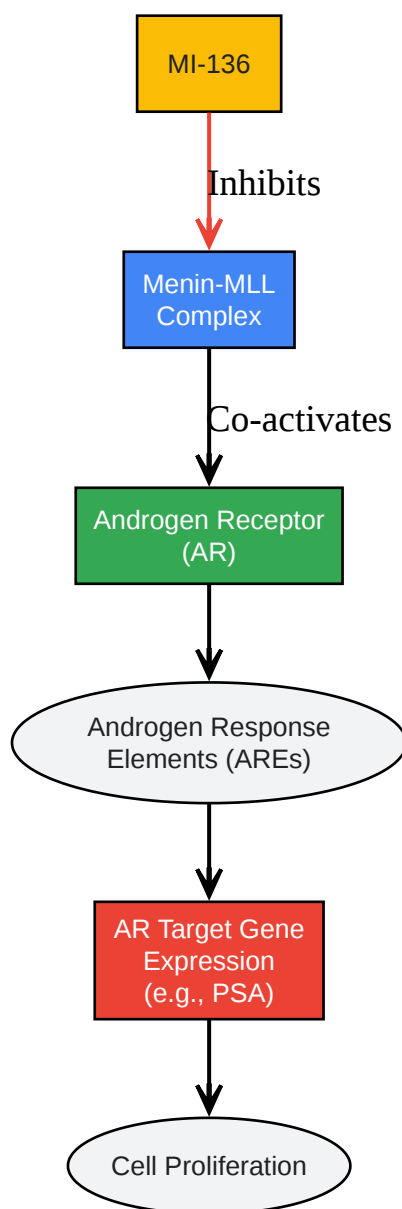 MI-136
Inhibits
Menin-MLL
Complex
Co-activates
Androgen Receptor
(AR)
Androgen Response
Elements (AREs)
AR Target Gene
Expression
(e.g., PSA)
Cell Proliferation